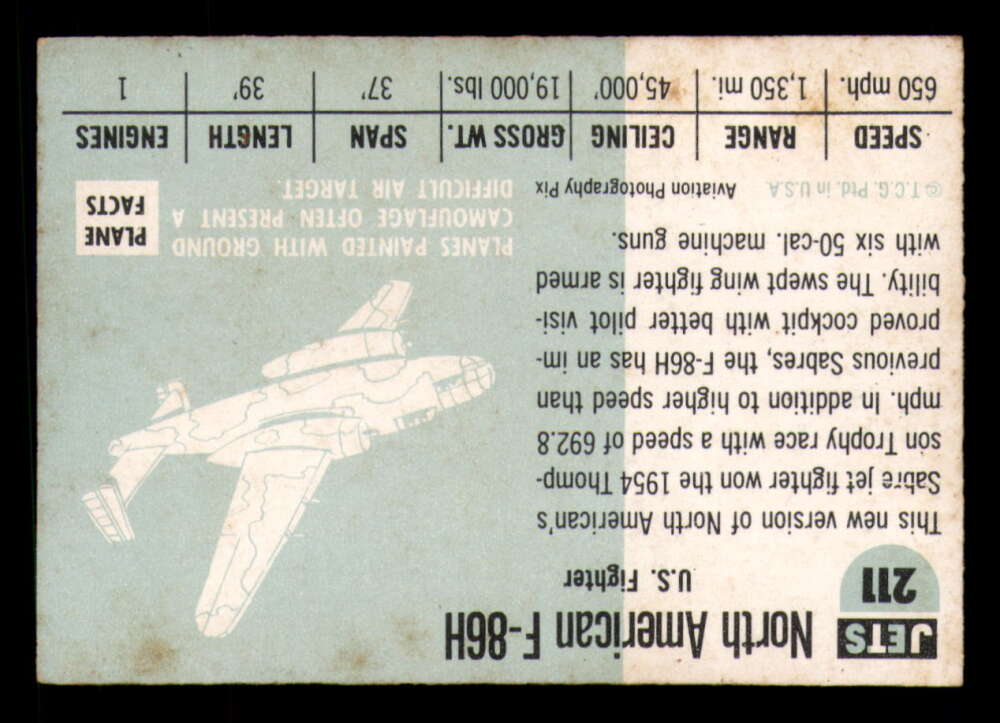 JETS
211
North American F-86H
U.S. Fighter
This new version of North American's
Sabre jet fighter won the 1954 Thomp-
son Trophy race with a speed of 692.8
mph. In addition to higher speed than
previous Sabres, the F-86H has an im-
proved cockpit with better pilot visi-
bility. The swept wing fighter is armed
with six 50-cal. machine guns.
© T.C.G. Ptd. in U.S.A
Aviation Photography Pix
PLANE
FACTS
PLANES PAINTED WITH GROUND
CAMOUFLAGE OFTEN PRESENT A
DIFFICULT AIR TARGET.
SPEED RANGE CEILING GROSS WT. SPAN LENGTH ENGINES
650 mph. 1,350 mi. 45,000' 19,000 lbs. 37' 39' 1